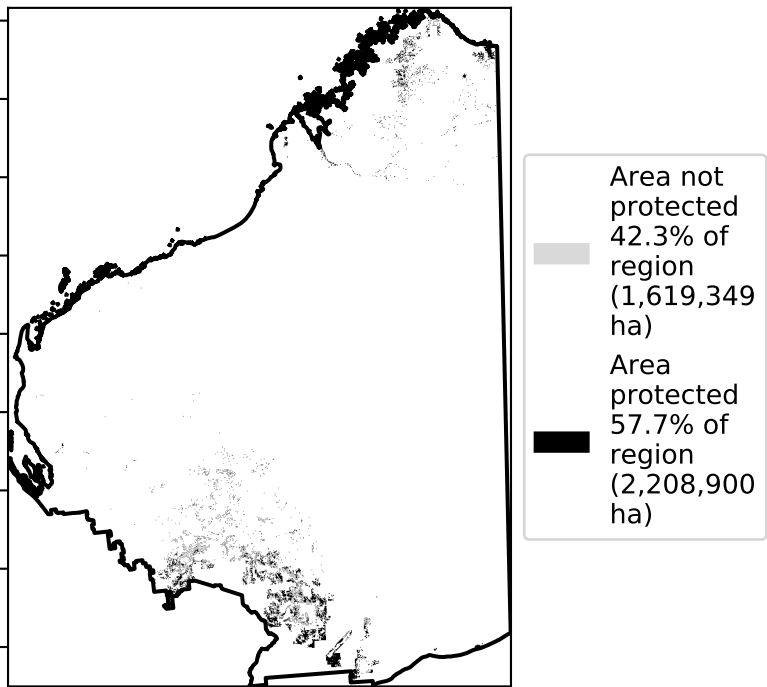 Area not
protected
42.3% of
region
(1,619,349
ha)
Area
protected
57.7% of
region
(2,208,900
ha)